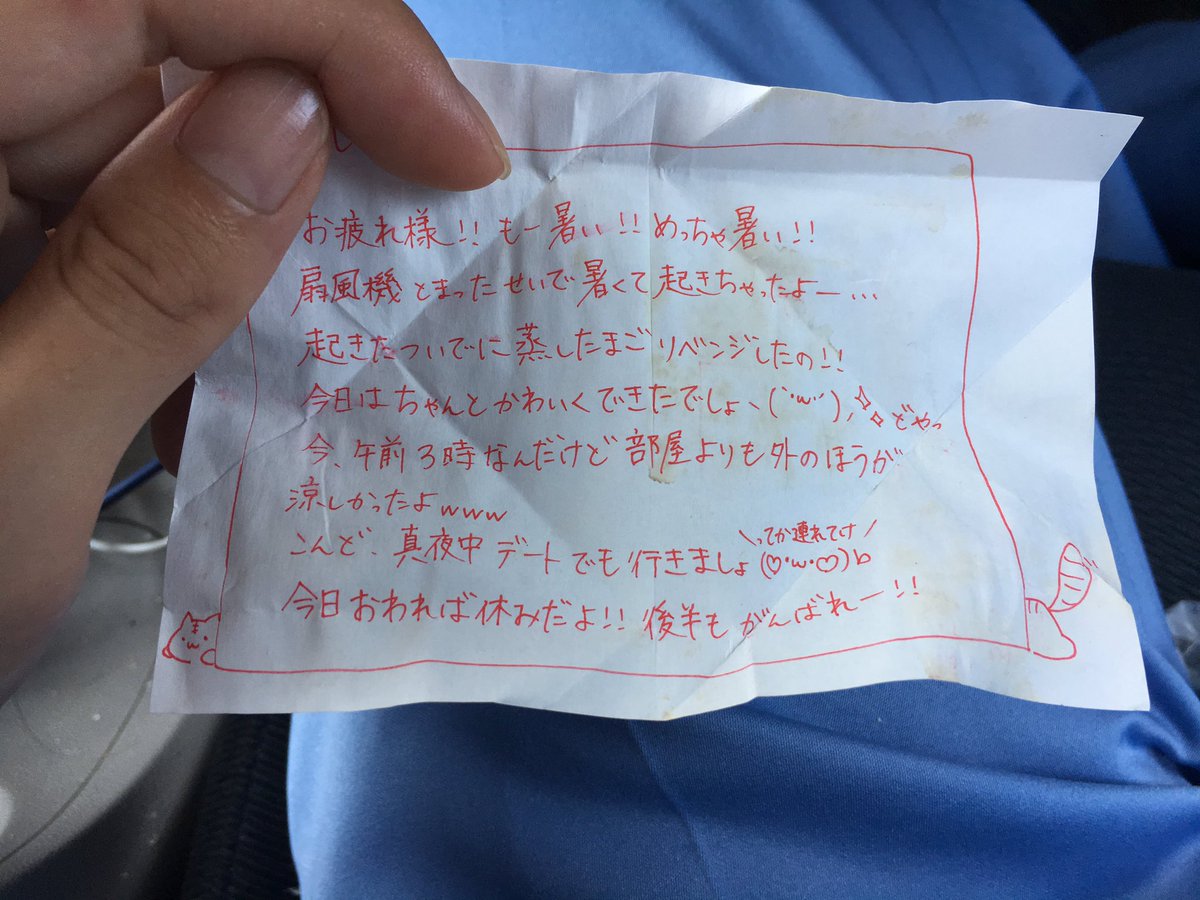 お疲れ様!! もー暑い!! めっちゃ暑い!!
扇風機とまったせいで暑くて起きちゃったよー…
起きたついでに蒸したまごリベンジしたの!!
今日はちゃんとかわいくできたでしょ、(`･ω･´)、どやっ
今、午前3時なんだけど部屋よりも外のほうが
涼しかったよwww
＼ってか連れてけ／
こんど、真夜中デートでも行きましょ(♡･ω･♡)b
今日おわれば休みだよ!! 後半もがんばれー!!